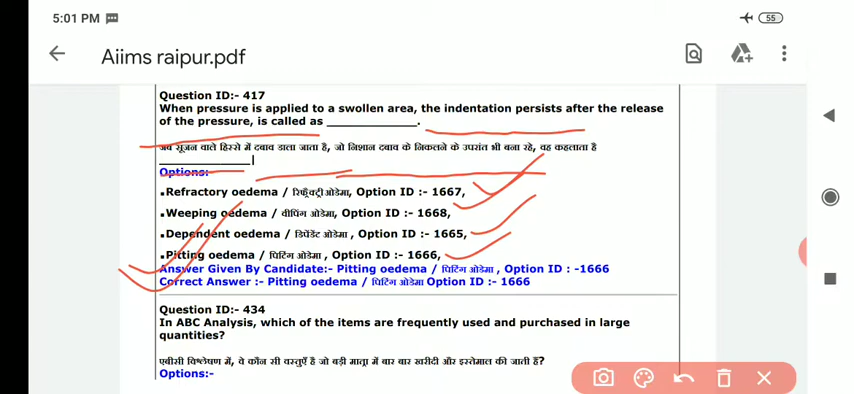 5:01 PM
55
Aiims raipur.pdf
Question ID:- 417
When pressure is applied to a swollen area, the indentation persists after the release
of the pressure, is called as ______________.
जब सूजन वाले हिस्से में दबाव डाला जाता है, जो निशान दबाव के निकलने के उपरांत भी बना रहे, वह कहलाता है
______________|
Options:
▪Refractory oedema / रिफ्रैक्ट्री ओडेमा, Option ID :- 1667,
▪Weeping oedema / वीपिंग ओडेमा, Option ID :- 1668,
▪Dependent oedema / डिपेंडेंट ओडेमा , Option ID :- 1665,
▪Pitting oedema / पिटिंग ओडेमा , Option ID :- 1666,
Answer Given By Candidate:- Pitting oedema / पिटिंग ओडेमा , Option ID : -1666
Correct Answer :- Pitting oedema / पिटिंग ओडेमा Option ID :- 1666
Question ID:- 434
In ABC Analysis, which of the items are frequently used and purchased in large
quantities?
एबीसी विश्लेषण में, वे कौन सी वस्तुएँ है जो बड़ी मात्रा में बार बार खरीदी और इस्तेमाल की जाती हैं?
Options:-